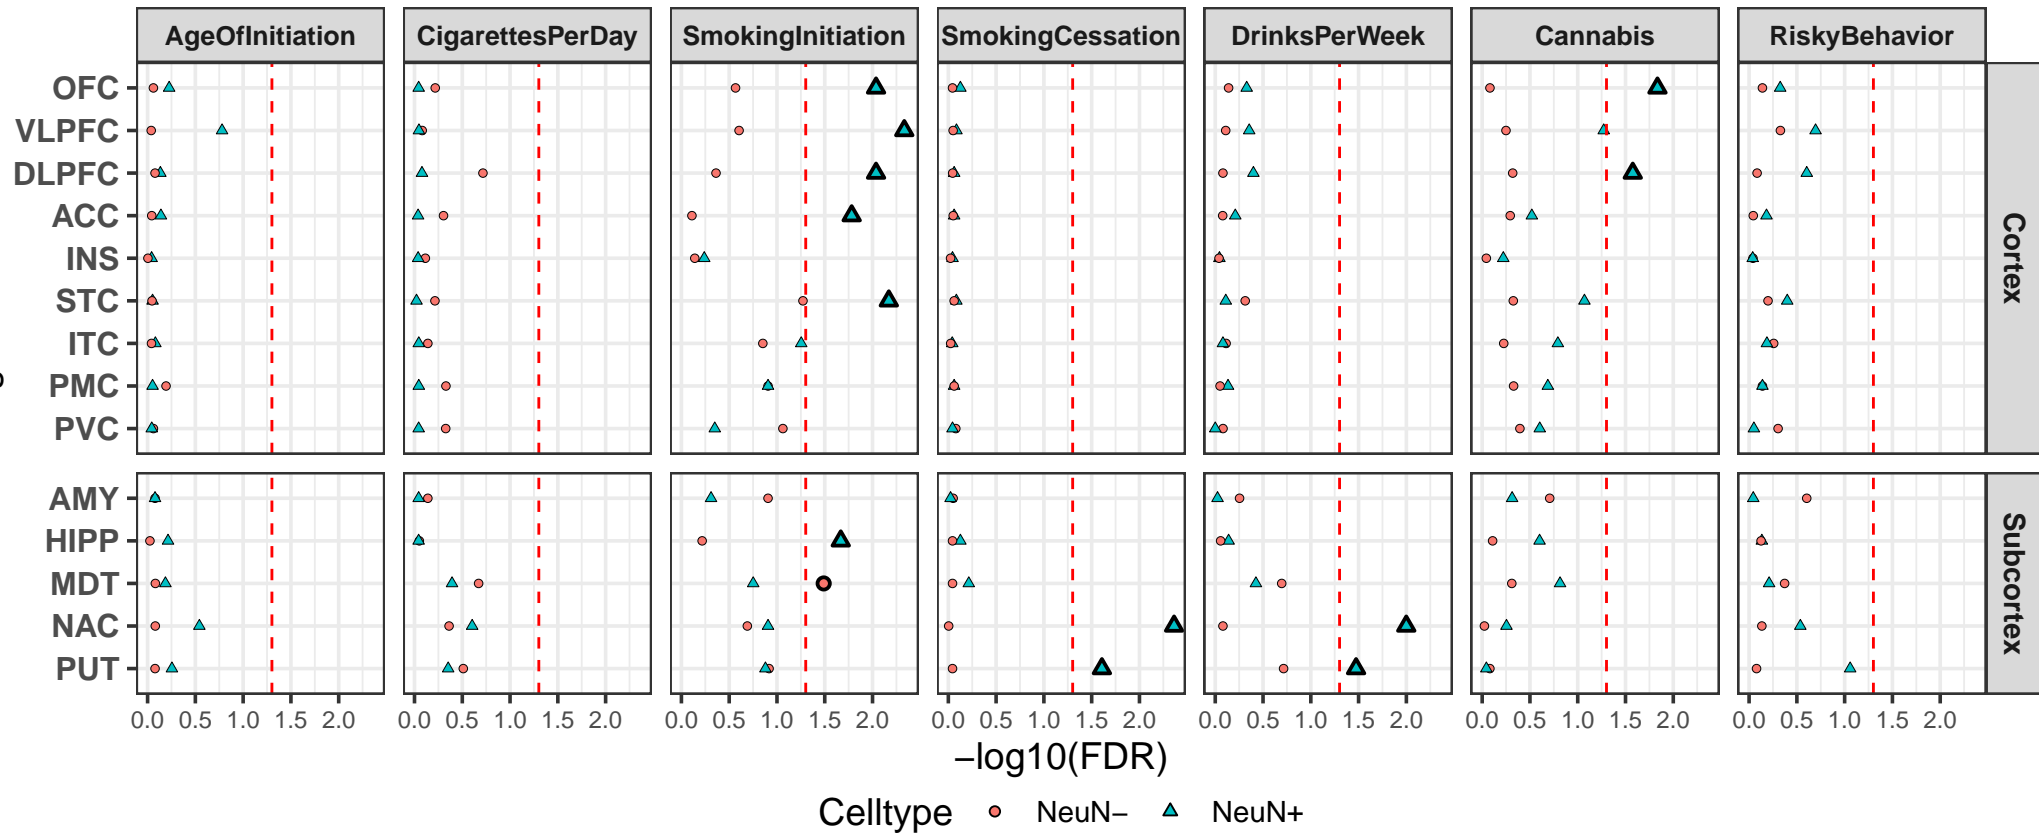 AgeOfInitiation CigarettesPerDay SmokingInitiation SmokingCessation DrinksPerWeek Cannabis RiskyBehavior
OFC
VLPFC
DLPFC
ACC
INS
STC
ITC
PMC
PVC
Cortex
AMY
HIPP
MDT
NAC
PUT
Subcortex
0.0 0.5 1.0 1.5 2.0 0.0 0.5 1.0 1.5 2.0 0.0 0.5 1.0 1.5 2.0 0.0 0.5 1.0 1.5 2.0 0.0 0.5 1.0 1.5 2.0 0.0 0.5 1.0 1.5 2.0 0.0 0.5 1.0 1.5 2.0
−log10(FDR)
Celltype NeuN− NeuN+